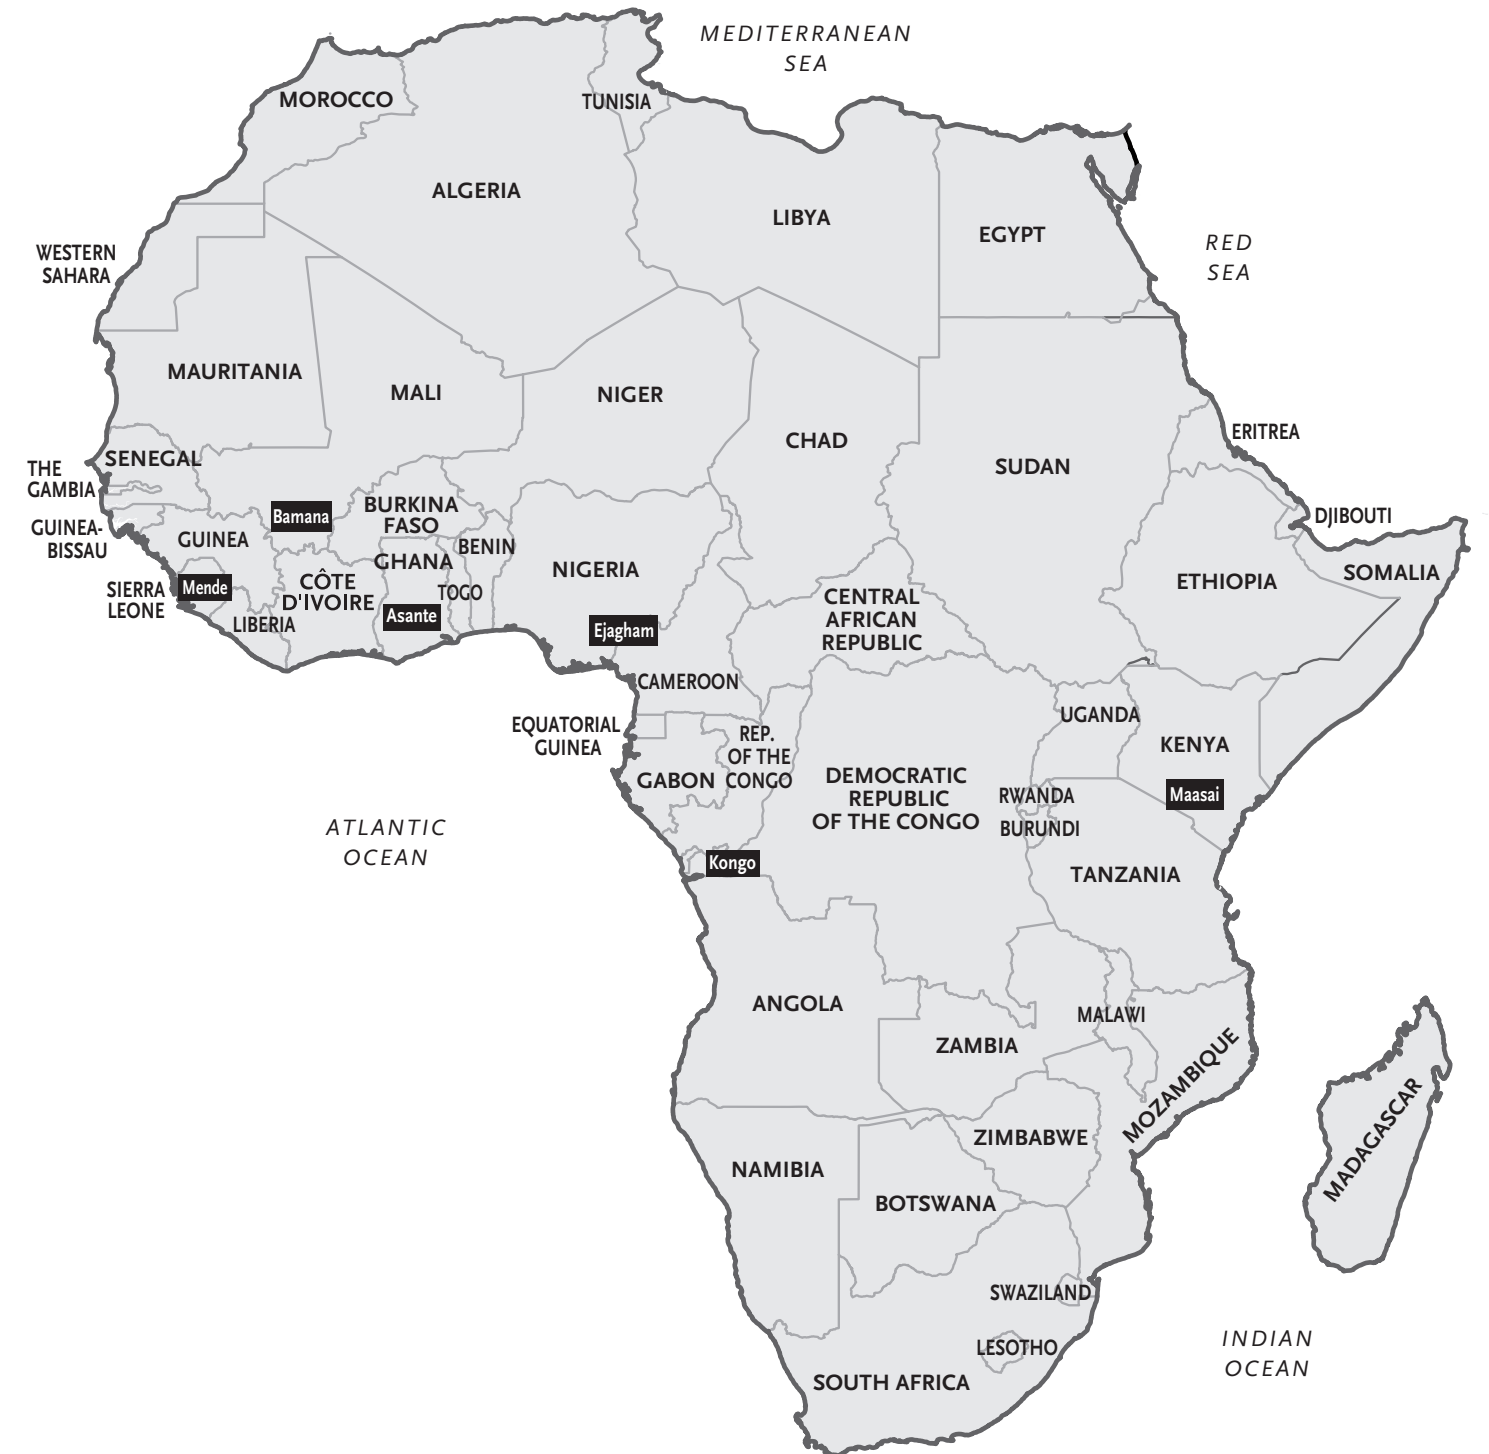 MEDITERRANEAN
SEA
MOROCCO
TUNISIA
ALGERIA
LIBYA
EGYPT
WESTERN
SAHARA
RED
SEA
MAURITANIA
MALI
NIGER
CHAD
SUDAN
ERITREA
SENEGAL
THE
GAMBIA
BURKINA
FASO
Bamana
DJIBOUTI
GUINEA-
BISSAU
GUINEA
BENIN
GHANA
NIGERIA
ETHIOPIA
SOMALIA
SIERRA
LEONE
Mende
CÔTE
D'IVOIRE
TOGO
Asante
LIBERIA
Ejagham
CENTRAL
AFRICAN
REPUBLIC
CAMEROON
EQUATORIAL
GUINEA
REP.
OF THE
CONGO
GABON
UGANDA
KENYA
DEMOCRATIC
REPUBLIC
OF THE CONGO
RWANDA
Maasai
BURUNDI
ATLANTIC
OCEAN
Kongo
TANZANIA
ANGOLA
MALAWI
ZAMBIA
MOZAMBIQUE
MADAGASCAR
ZIMBABWE
NAMIBIA
BOTSWANA
SWAZILAND
LESOTHO
SOUTH AFRICA
INDIAN
OCEAN